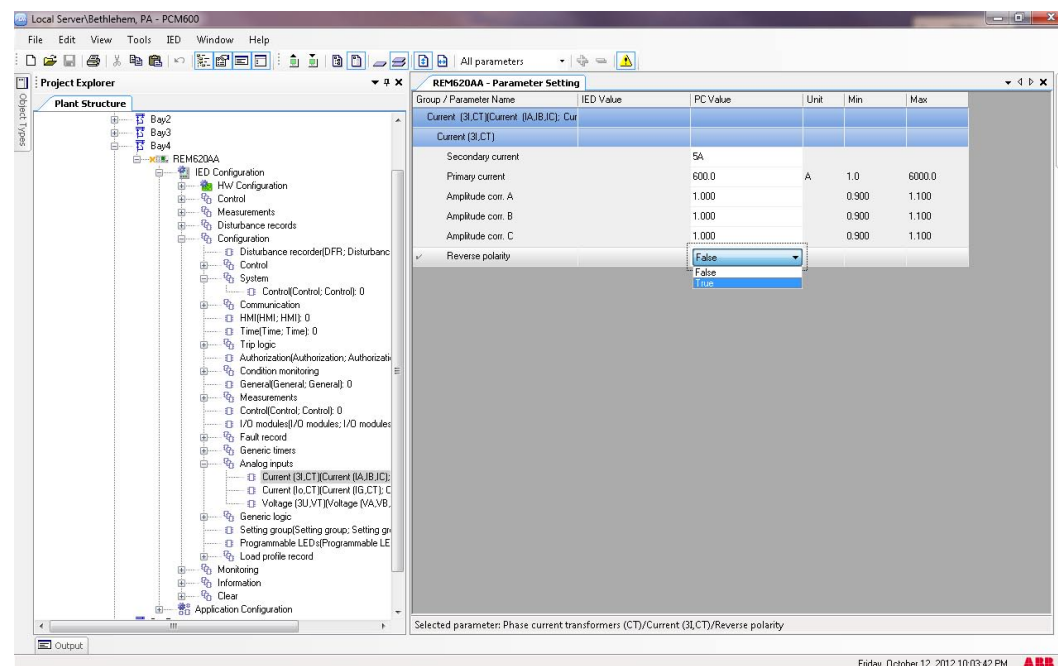 Local Server\Bethlehem, PA - PCM600
File Edit View Tools IED Window Help
All parameters
Object Types
Project Explorer
Plant Structure
Bay2
Bay3
Bay4
REM620AA
IED Configuration
HW Configuration
Control
Measurements
Disturbance records
Configuration
Disturbance recorder(DFR; Disturbanc
Control
System
Control(Control; Control): 0
Communication
HMI(HMI; HMI): 0
Time(Time; Time): 0
Trip logic
Authorization(Authorization; Authorizatio
Condition monitoring
General(General; General): 0
Measurements
Control(Control; Control): 0
I/O modules(I/O modules; I/O modules
Fault record
Generic timers
Analog inputs
Current (3I,CT)(Current (IA,IB,IC);
Current (Io,CT)(Current (IG,CT); C
Voltage (3U,VT)(Voltage (VA,VB,
Generic logic
Setting group(Setting group; Setting gro
Programmable LEDs(Programmable LE
Load profile record
Monitoring
Information
Clear
Application Configuration
Output
REM620AA - Parameter Setting
Group / Parameter Name IED Value PC Value Unit Min Max
Current (3I,CT)(Current (IA,IB,IC); Cur
Current (3I,CT)
Secondary current 5A
Primary current 600.0 A 1.0 6000.0
Amplitude corr. A 1.000 0.900 1.100
Amplitude corr. B 1.000 0.900 1.100
Amplitude corr. C 1.000 0.900 1.100
Reverse polarity False
False
True
Selected parameter: Phase current transformers (CT)/Current (3I,CT)/Reverse polarity
Friday, October 12, 2012 10:03:42 PM ABB